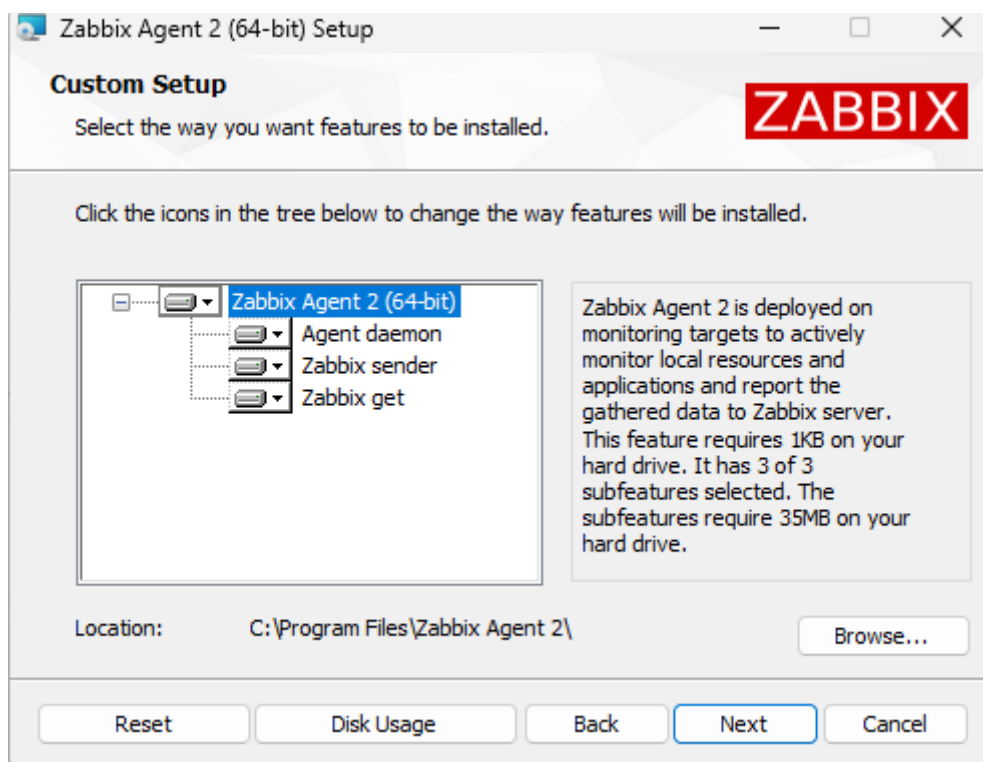 Zabbix Agent 2 (64-bit) Setup
Custom Setup
Select the way you want features to be installed.
ZABBIX
Click the icons in the tree below to change the way features will be installed.
Zabbix Agent 2 (64-bit)
Agent daemon
Zabbix sender
Zabbix get
Zabbix Agent 2 is deployed on
monitoring targets to actively
monitor local resources and
applications and report the
gathered data to Zabbix server.
This feature requires 1KB on your
hard drive. It has 3 of 3
subfeatures selected. The
subfeatures require 35MB on your
hard drive.
Location: C:\Program Files\Zabbix Agent 2\
Browse...
Reset Disk Usage Back Next Cancel